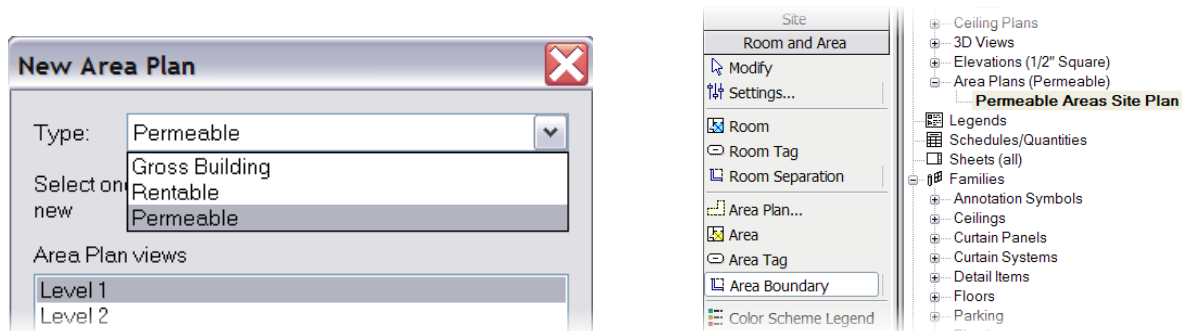 New Area Plan
Type: Permeable
Gross Building
Rentable
Permeable
Select on
new
Area Plan views
Level 1
Level 2
Site
Room and Area
Modify
Settings...
Room
Room Tag
Room Separation
Area Plan...
Area
Area Tag
Area Boundary
Color Scheme Legend
Ceiling Plans
3D Views
Elevations (1/2" Square)
Area Plans (Permeable)
Permeable Areas Site Plan
Legends
Schedules/Quantities
Sheets (all)
Families
Annotation Symbols
Ceilings
Curtain Panels
Curtain Systems
Detail Items
Floors
Parking